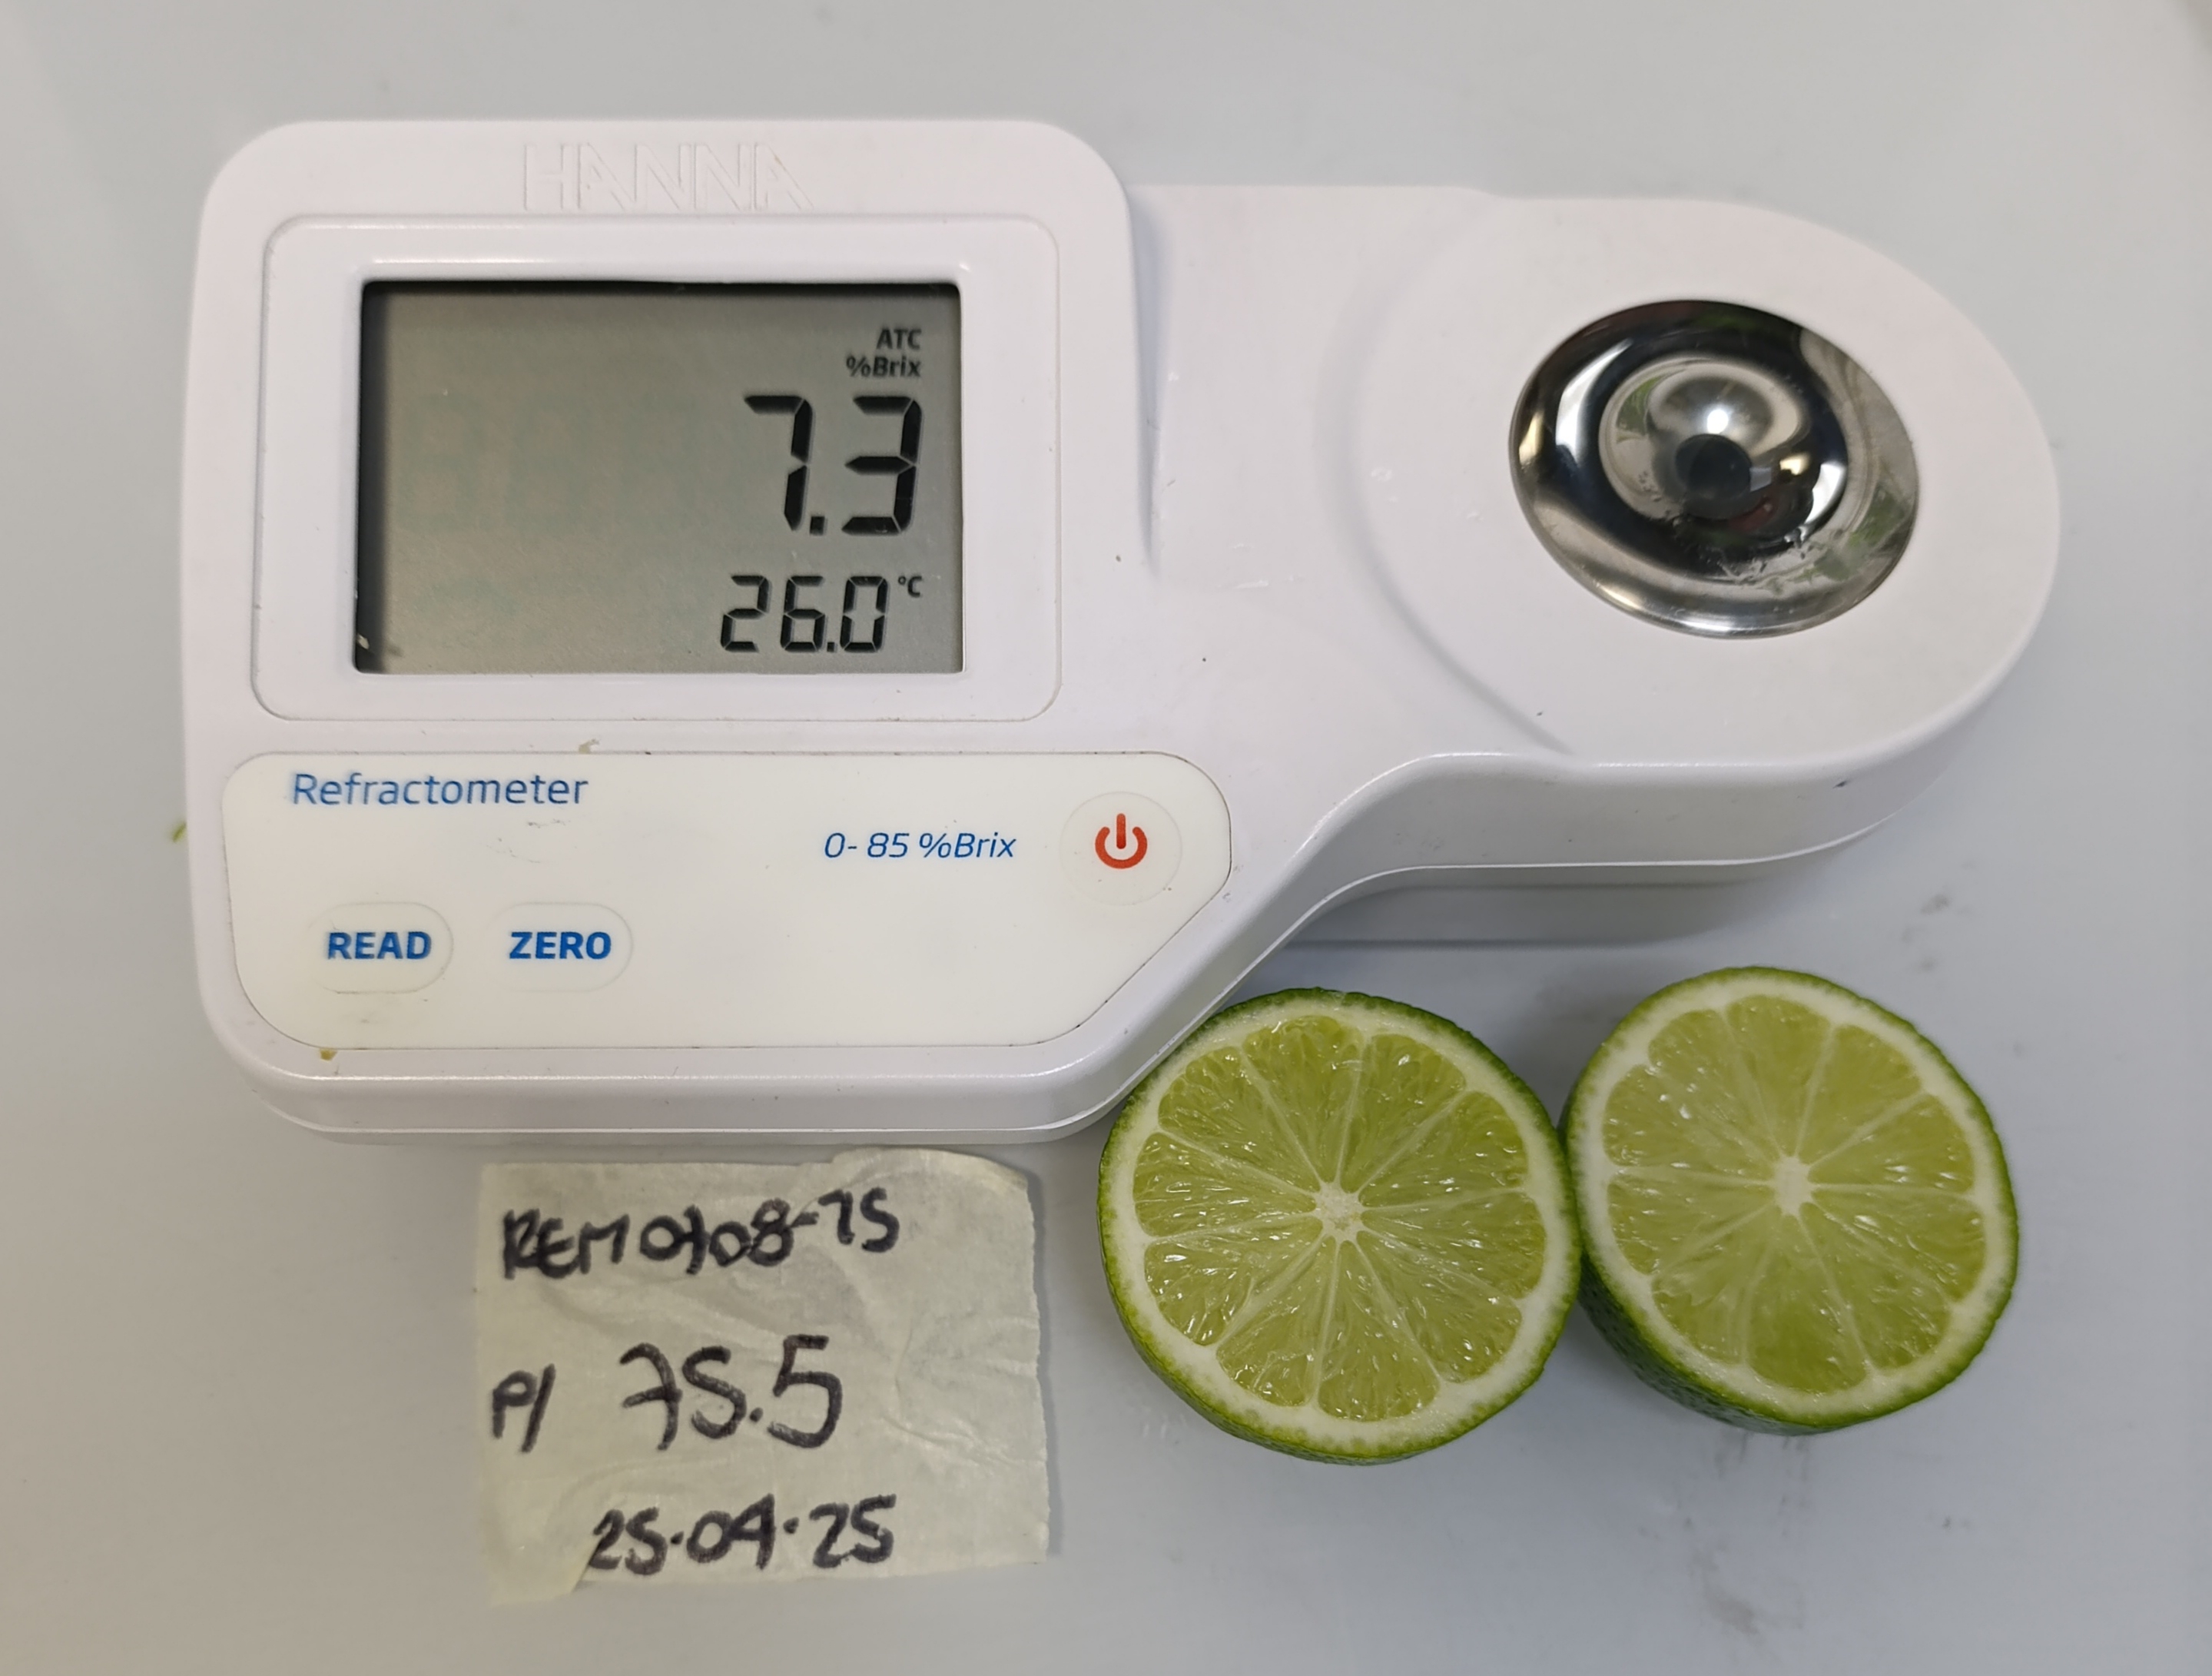 HANNA
ATC
%Brix
7.3
26.0 °C
Refractometer
0- 85 %Brix
READ ZERO
REM0708-25
P/ 75.5
25.04.25